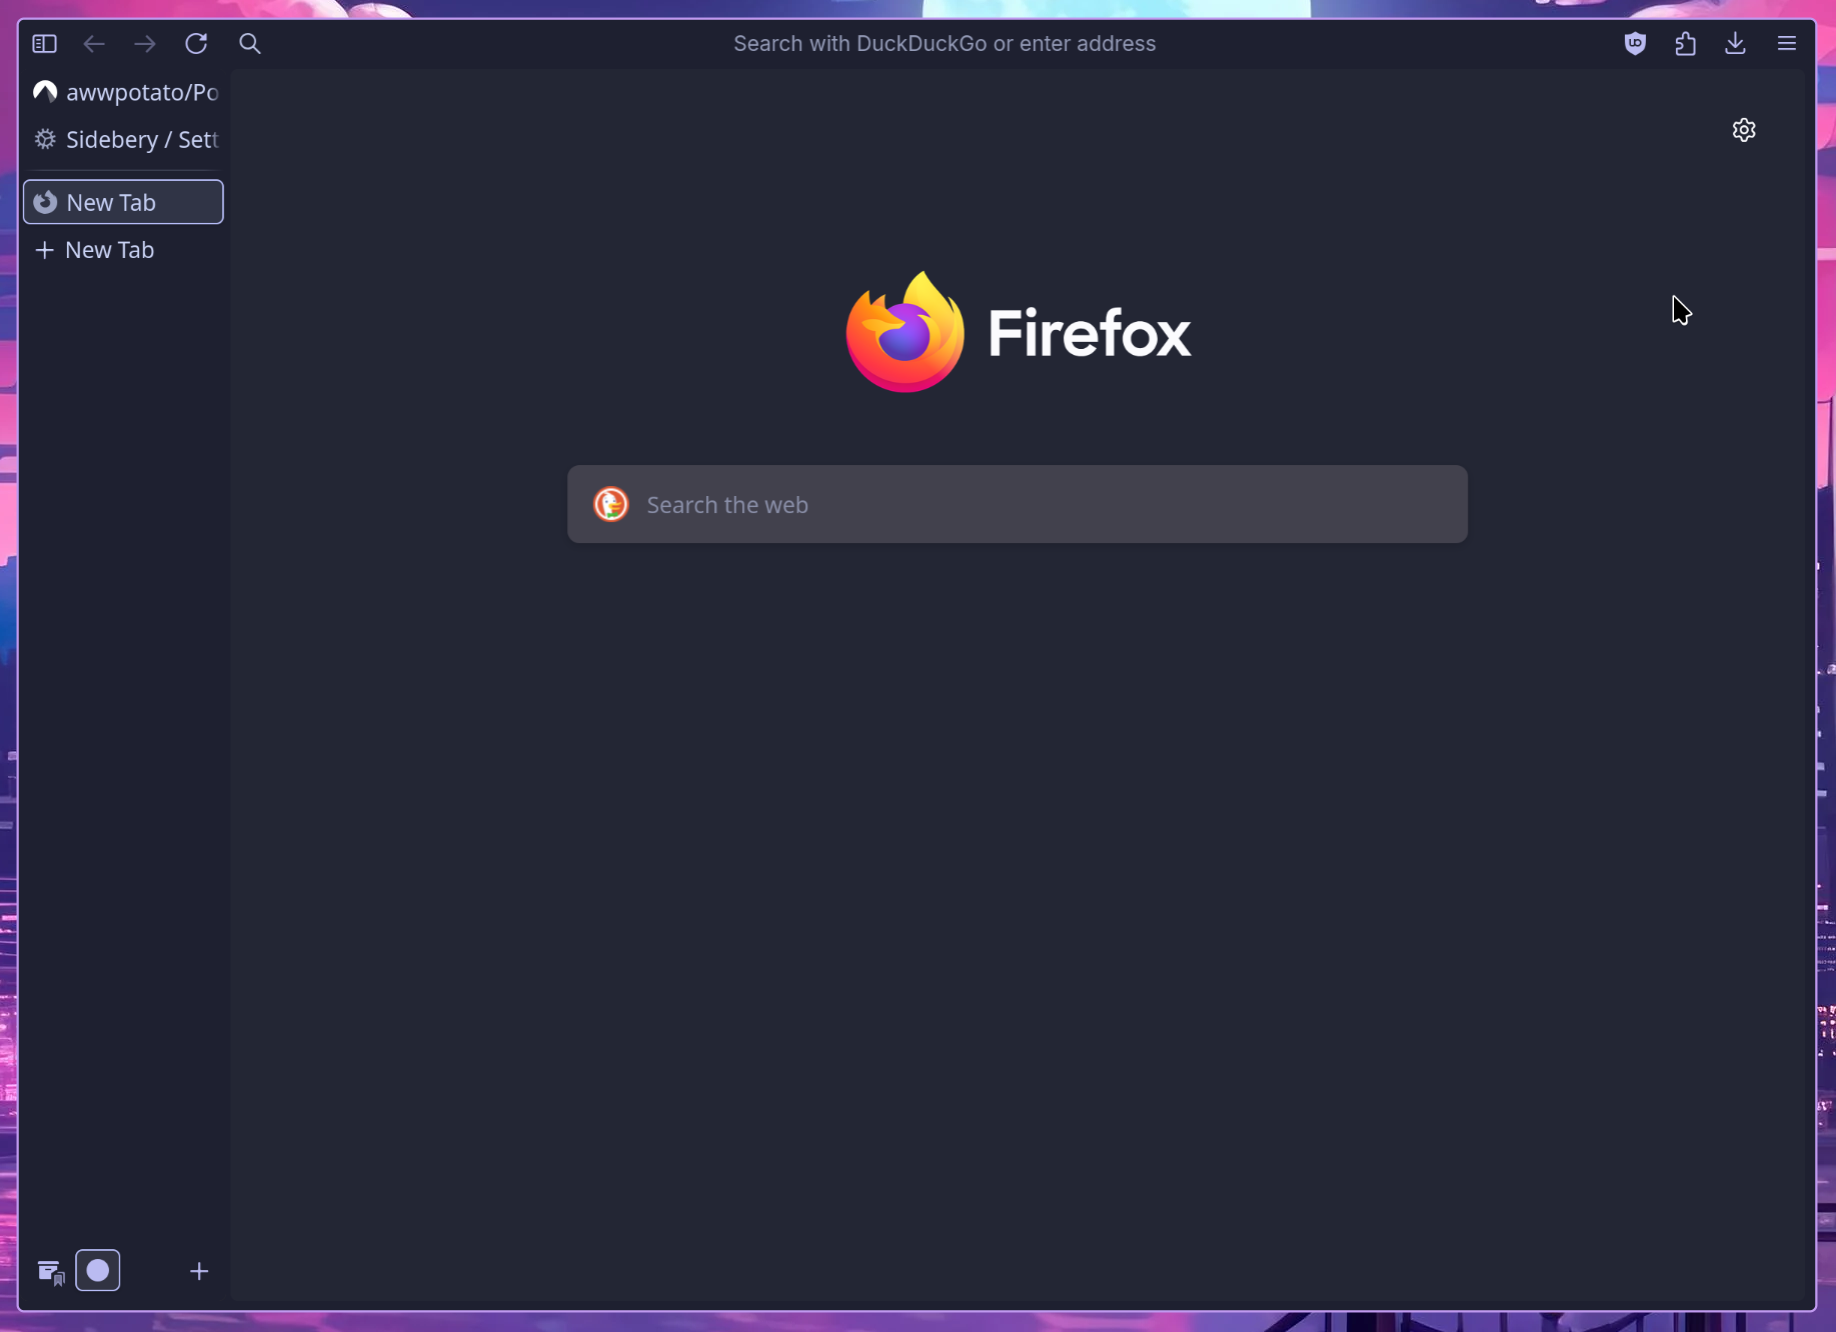 Search with DuckDuckGo or enter address
awwpotato/Po
Sidebery / Sett
New Tab
New Tab
Firefox
Search the web